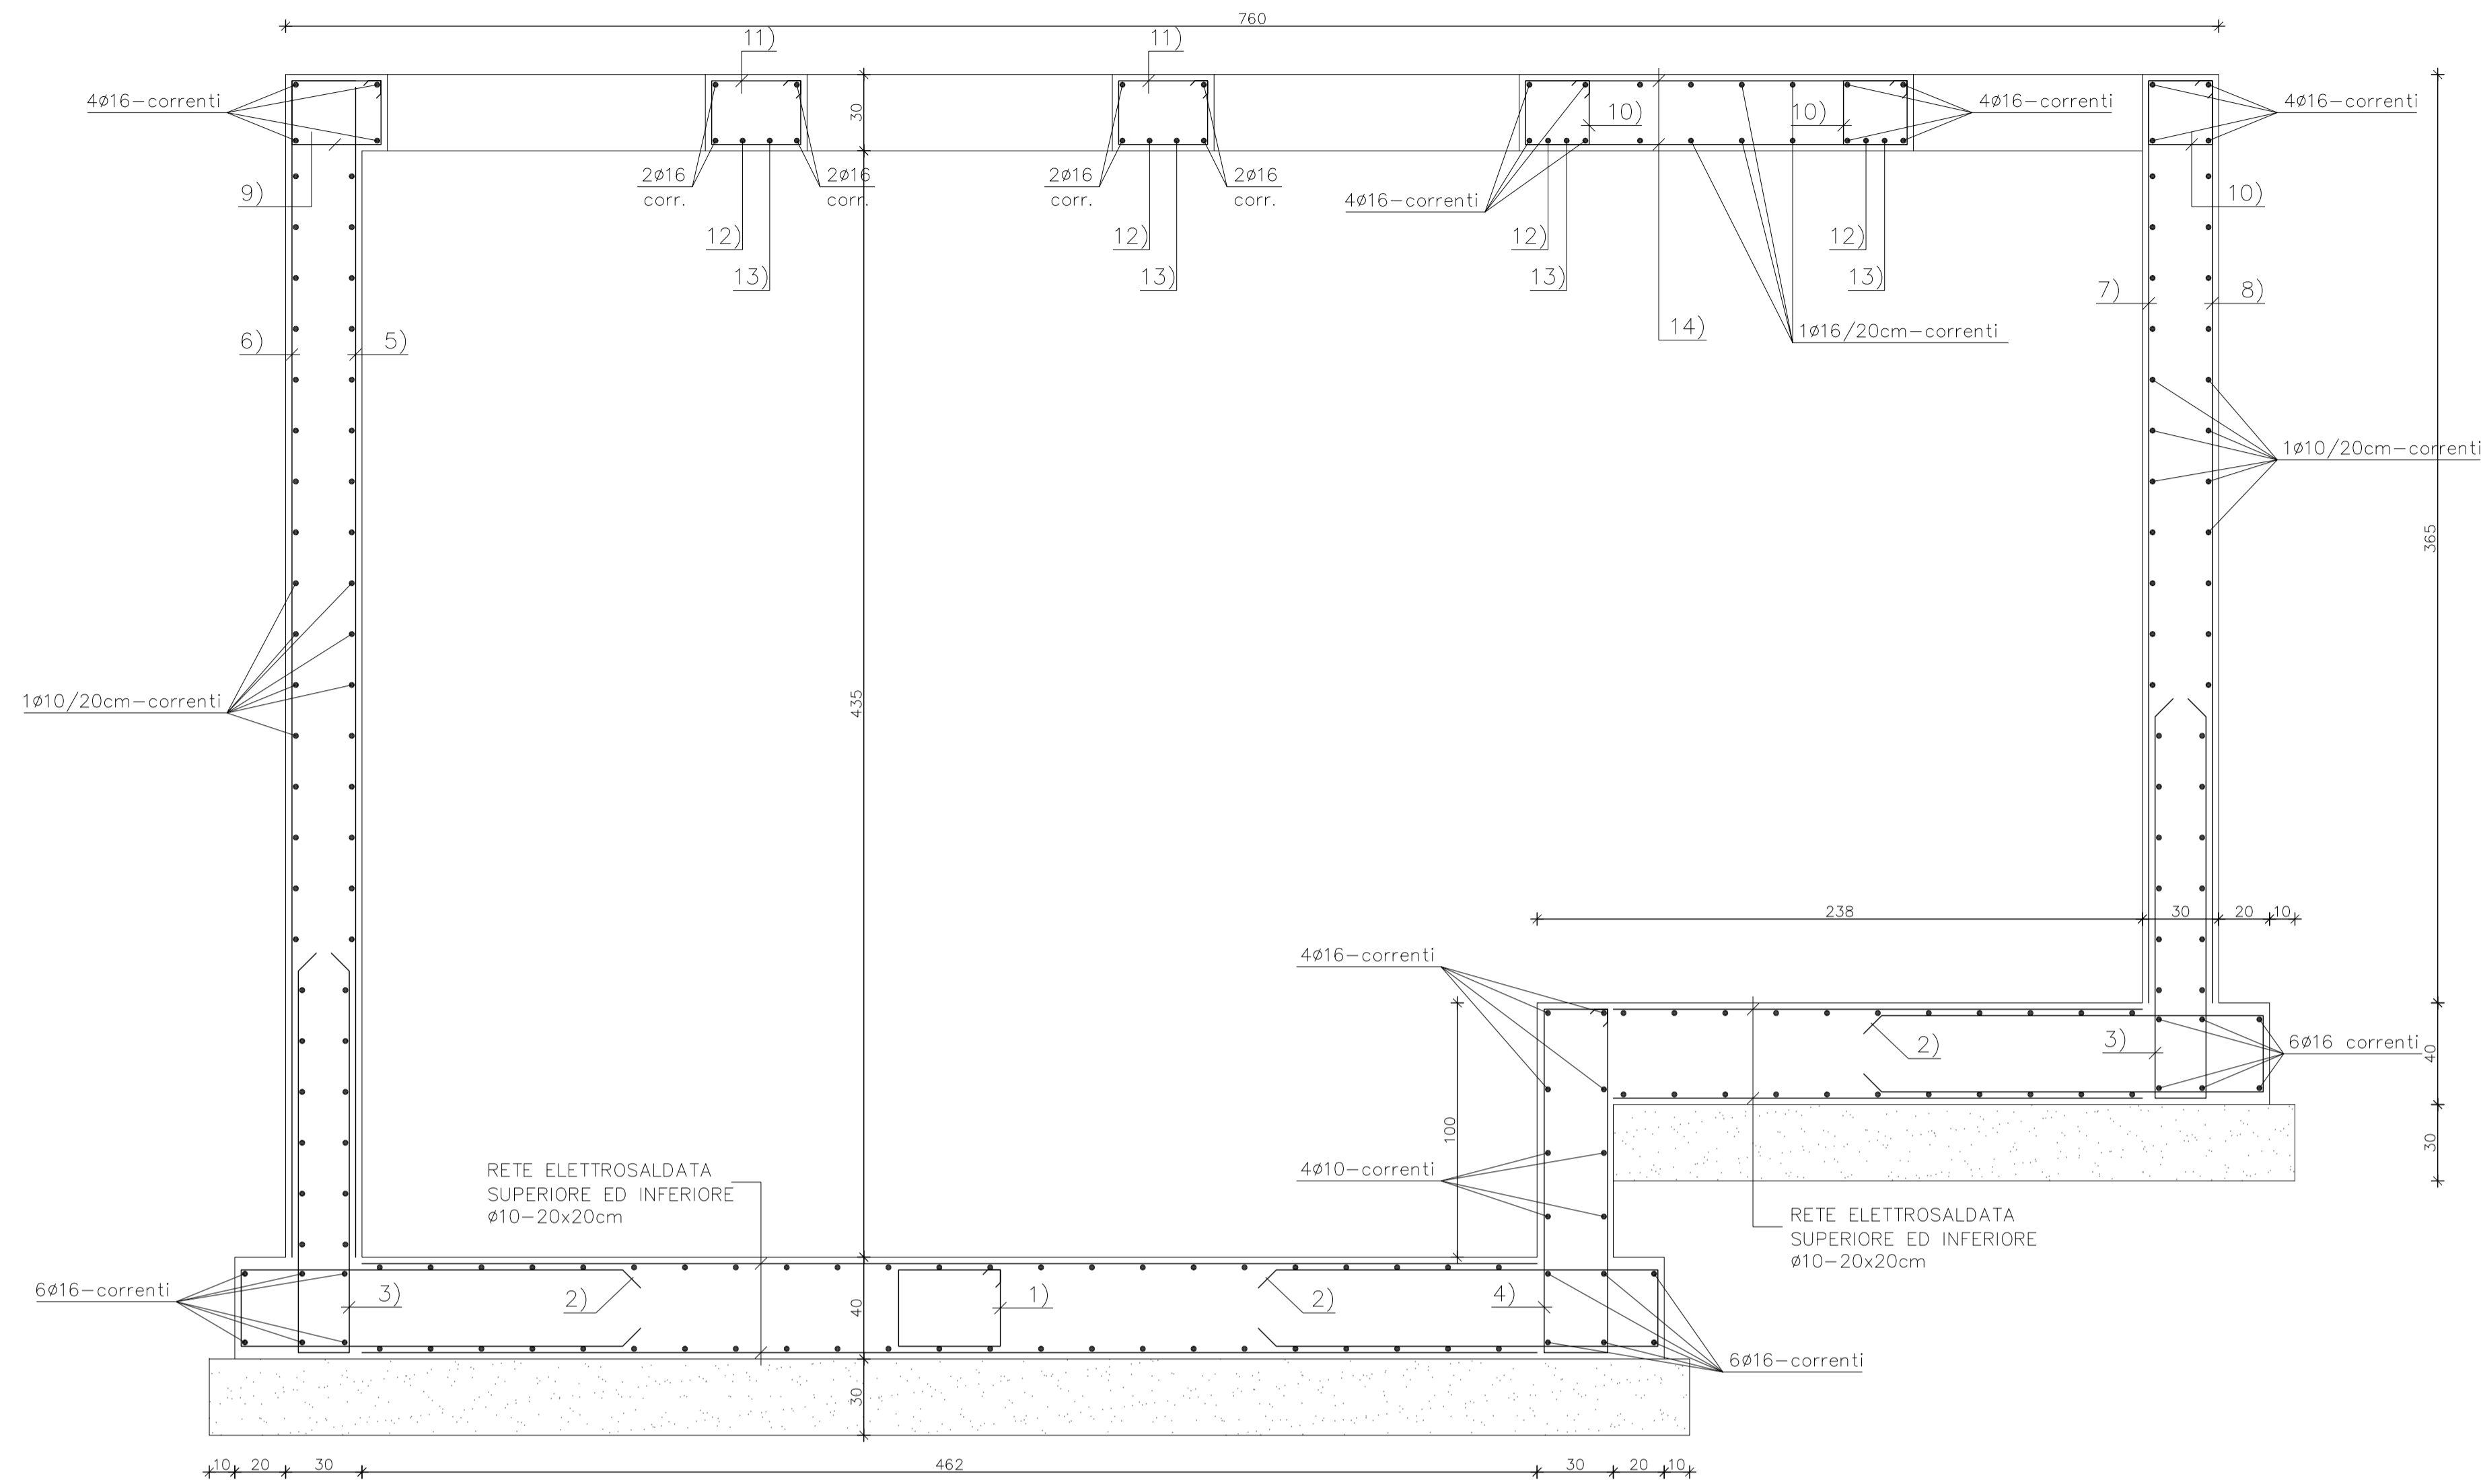 760
11)
11)
4ø16-correnti
30
10)
10)
4ø16-correnti
4ø16-correnti
9)
2ø16
corr.
2ø16
corr.
2ø16
corr.
2ø16
corr.
4ø16-correnti
10)
12)
12)
12)
12)
13)
13)
13)
13)
7)
8)
6)
5)
14)
1ø16/20cm-correnti
1ø10/20cm-correnti
365
1ø10/20cm-correnti
435
238
30
20
10
4ø16-correnti
2)
3)
6ø16 correnti
40
100
30
4ø10-correnti
RETE ELETTROSALDATA
SUPERIORE ED INFERIORE
ø10-20x20cm
RETE ELETTROSALDATA
SUPERIORE ED INFERIORE
ø10-20x20cm
6ø16-correnti
3)
2)
1)
2)
4)
40
6ø16-correnti
30
10
20
30
462
30
20
10